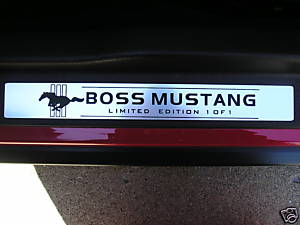 BOSS MUSTANG
LIMITED EDITION 1 OF 1